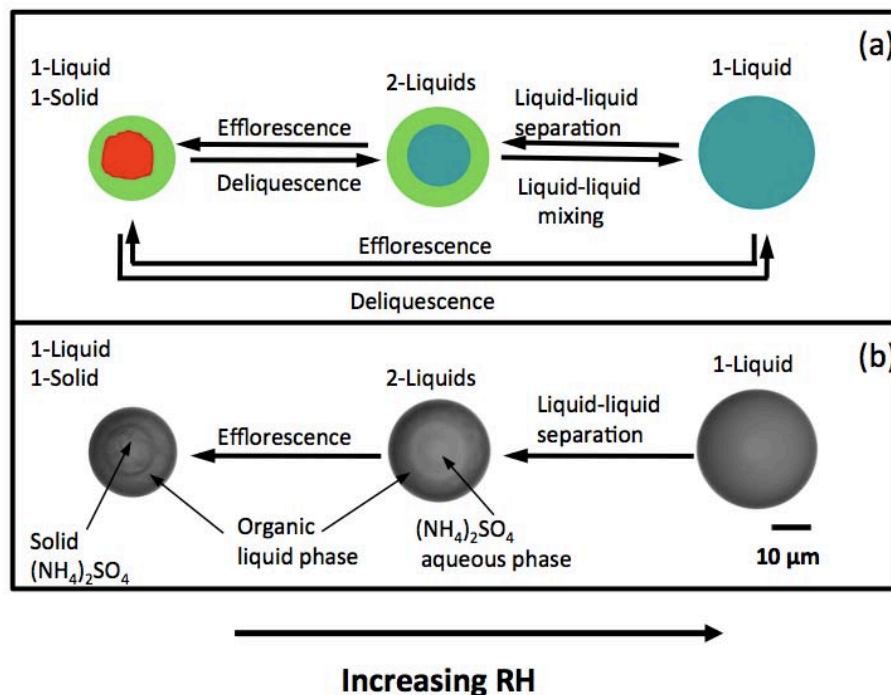 (a)
1-Liquid
1-Solid
2-Liquids
1-Liquid
Efflorescence
Deliquescence
Liquid-liquid
separation
Liquid-liquid
mixing
Efflorescence
Deliquescence
(b)
1-Liquid
1-Solid
2-Liquids
1-Liquid
Efflorescence
Liquid-liquid
separation
Solid
(NH₄)₂SO₄
Organic
liquid phase
(NH₄)₂SO₄
aqueous phase
10 μm
Increasing RH